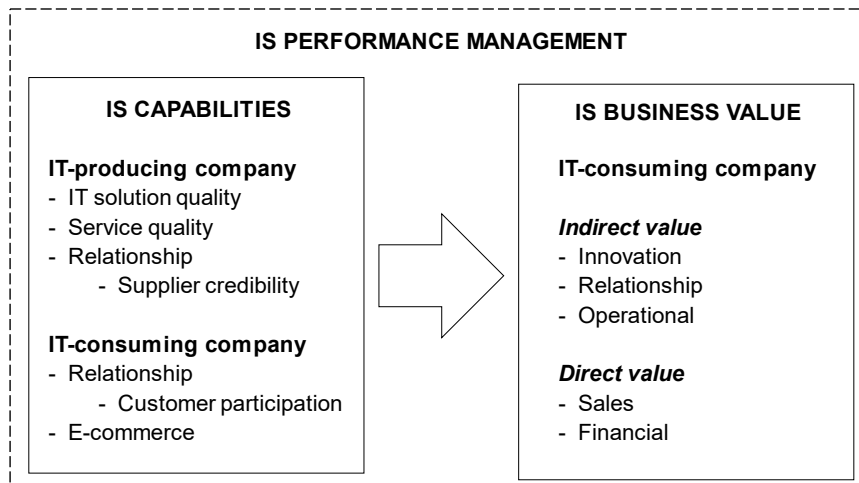 IS PERFORMANCE MANAGEMENT
IS CAPABILITIES
IT-producing company
- IT solution quality
- Service quality
- Relationship
- Supplier credibility
IT-consuming company
- Relationship
- Customer participation
- E-commerce
IS BUSINESS VALUE
IT-consuming company
Indirect value
- Innovation
- Relationship
- Operational
Direct value
- Sales
- Financial